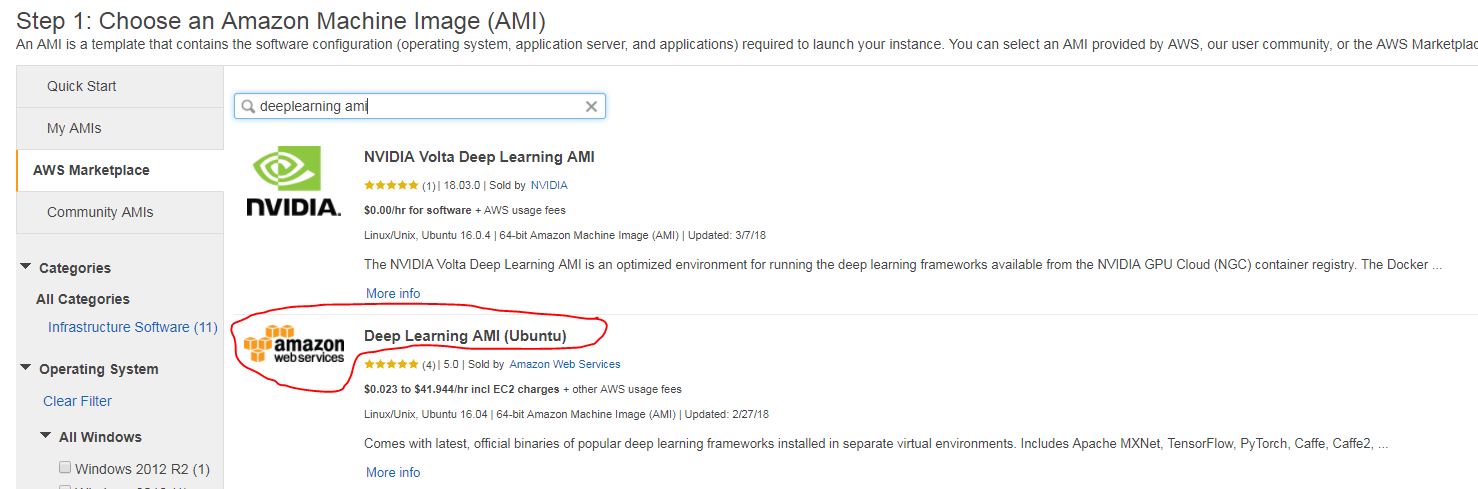 Step 1: Choose an Amazon Machine Image (AMI)
An AMI is a template that contains the software configuration (operating system, application server, and applications) required to launch your instance. You can select an AMI provided by AWS, our user community, or the AWS Marketplac
Quick Start
My AMIs
AWS Marketplace
Community AMIs
Categories
All Categories
Infrastructure Software (11)
Operating System
Clear Filter
All Windows
Windows 2012 R2 (1)
deeplearning ami
NVIDIA.
NVIDIA Volta Deep Learning AMI
(1) | 18.03.0 | Sold by NVIDIA
$0.00/hr for software + AWS usage fees
Linux/Unix, Ubuntu 16.0.4 | 64-bit Amazon Machine Image (AMI) | Updated: 3/7/18
The NVIDIA Volta Deep Learning AMI is an optimized environment for running the deep learning frameworks available from the NVIDIA GPU Cloud (NGC) container registry. The Docker ...
More info
amazon
webservices
Deep Learning AMI (Ubuntu)
(4) | 5.0 | Sold by Amazon Web Services
$0.023 to $41.944/hr incl EC2 charges + other AWS usage fees
Linux/Unix, Ubuntu 16.04 | 64-bit Amazon Machine Image (AMI) | Updated: 2/27/18
Comes with latest, official binaries of popular deep learning frameworks installed in separate virtual environments. Includes Apache MXNet, TensorFlow, PyTorch, Caffe, Caffe2, ...
More info